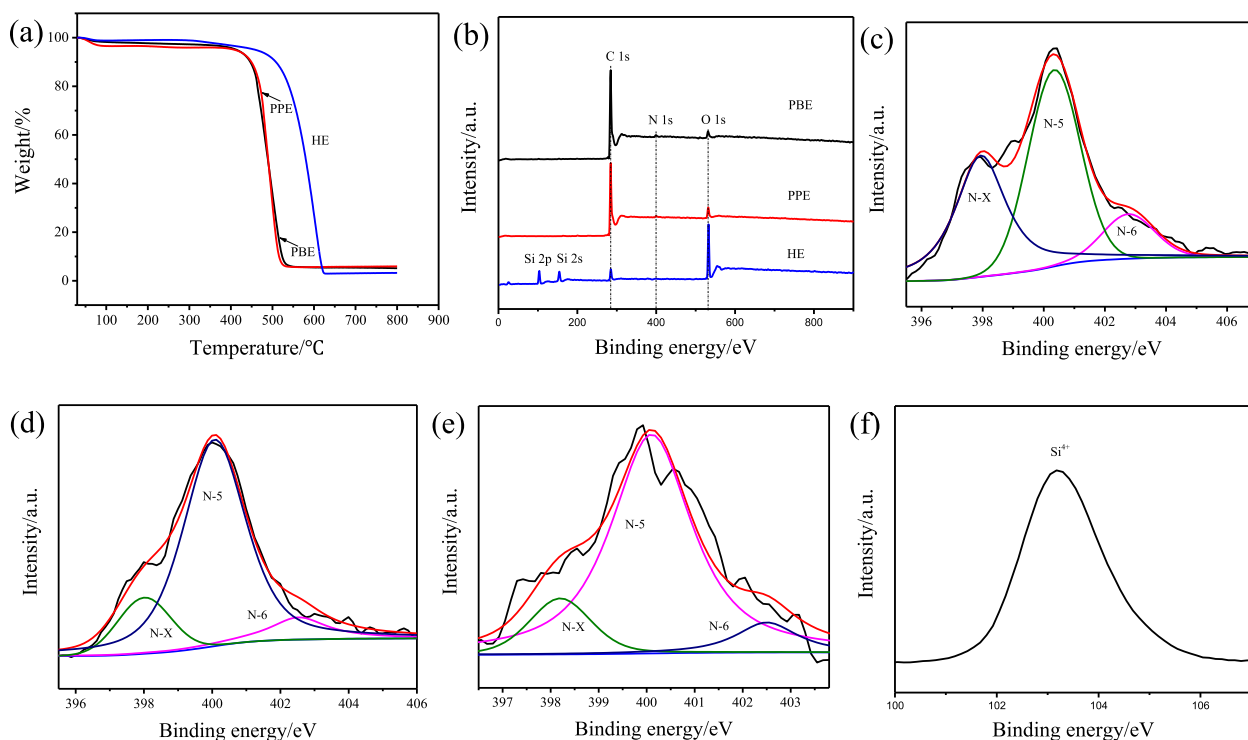 (a)
100
80
60
40
20
0
Weight/%
PPE
HE
PBE
100 200 300 400 500 600 700 800 900
Temperature/°C
(b)
C 1s
N 1s
O 1s
PBE
PPE
HE
Si 2p
Si 2s
Intensity/a.u.
0 200 400 600 800
Binding energy/eV
(c)
N-5
N-X
N-6
Intensity/a.u.
396 398 400 402 404 406
Binding energy/eV
(d)
N-5
N-X
N-6
Intensity/a.u.
396 398 400 402 404 406
Binding energy/eV
(e)
N-5
N-X
N-6
Intensity/a.u.
397 398 399 400 401 402 403
Binding energy/eV
(f)
Si⁴⁺
Intensity/a.u.
100 102 104 106
Binding energy/eV